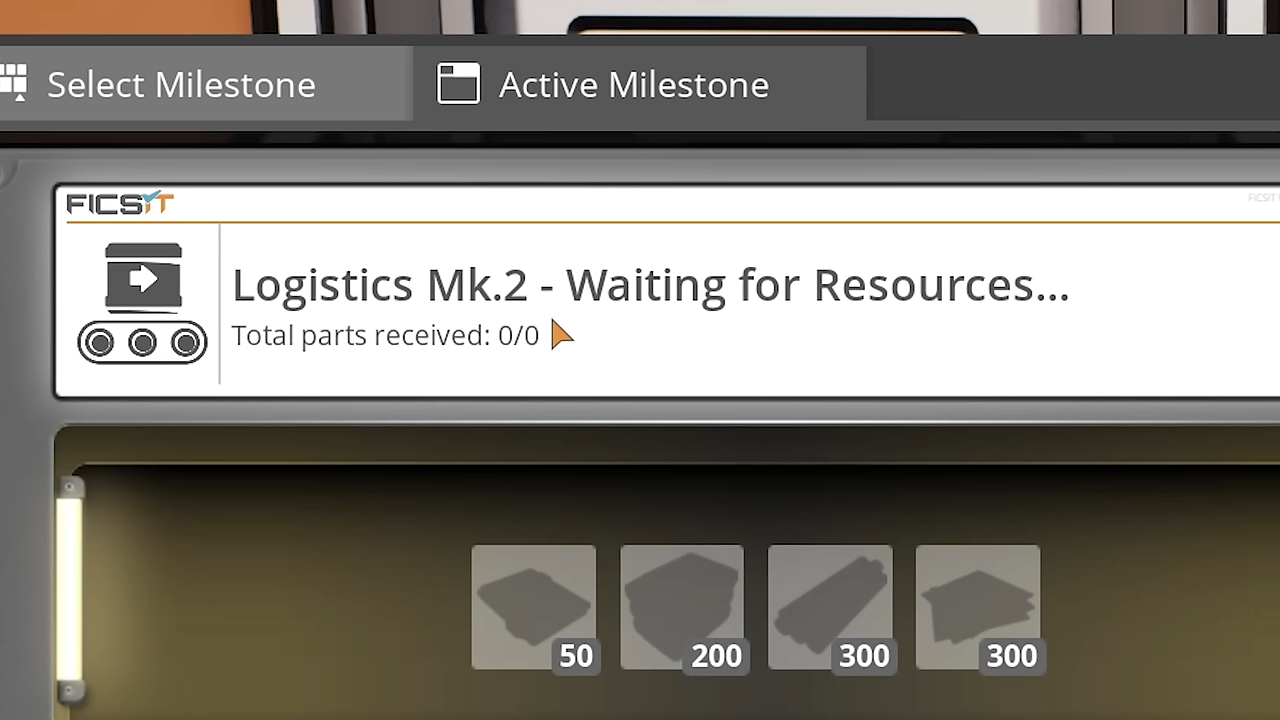 Select Milestone
Active Milestone
FICSIT
FICSIT
Logistics Mk.2 - Waiting for Resources...
Total parts received: 0/0
50
200
300
300